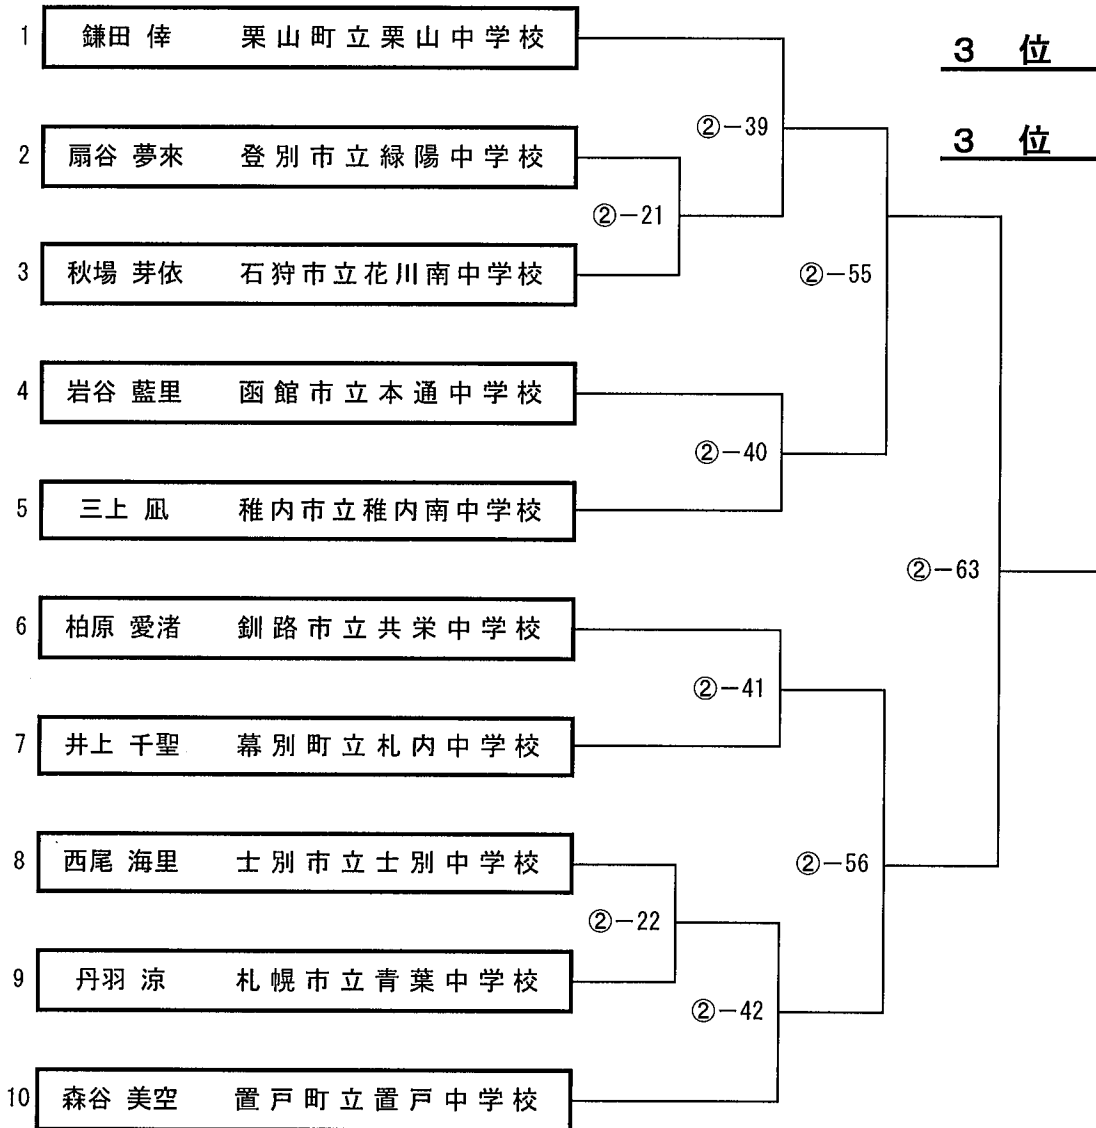 1 鎌田 倖 栗山町立栗山中学校
3 位
②-39
3 位
2 扇谷 夢來 登別市立緑陽中学校
②-21
3 秋場 芽依 石狩市立花川南中学校
②-55
4 岩谷 藍里 函館市立本通中学校
②-40
5 三上 凪 稚内市立稚内南中学校
②-63
6 柏原 愛渚 釧路市立共栄中学校
②-41
7 井上 千聖 幕別町立札内中学校
8 西尾 海里 士別市立士別中学校
②-56
②-22
9 丹羽 涼 札幌市立青葉中学校
②-42
10 森谷 美空 置戸町立置戸中学校